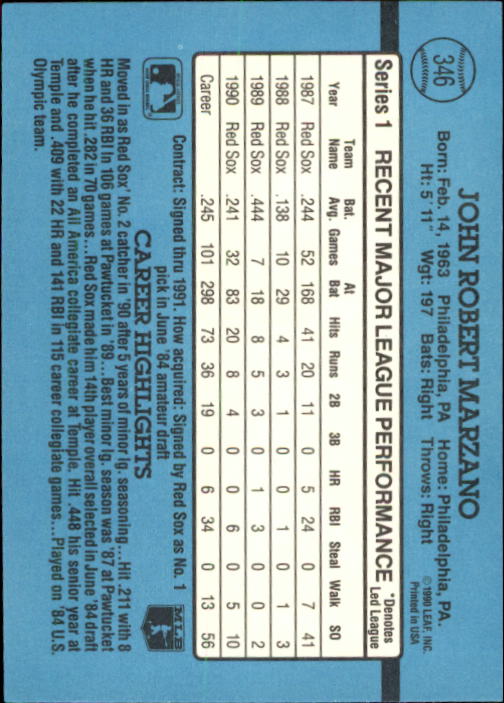 346
JOHN ROBERT MARZANO
Born: Feb. 14, 1963 Philadelphia, PA Home: Philadelphia, PA.
Ht: 5' 11" Wgt: 197 Bats: Right Throws: Right
©1990 LEAF, INC.
Printed in USA
Series 1 RECENT MAJOR LEAGUE PERFORMANCE *Denotes Led League
Year Team Name Bat. Avg. Games At Bat Hits Runs 2B 3B HR RBI Steal Walk SO
1987 Red Sox .244 52 168 41 20 11 0 5 24 0 7 41
1988 Red Sox .138 10 29 4 3 1 0 0 1 0 1 3
1989 Red Sox .444 7 18 8 5 3 0 1 3 0 0 2
1990 Red Sox .241 32 83 20 8 4 0 0 6 0 5 10
Career .245 101 298 73 36 19 0 6 34 0 13 56
Contract: Signed thru 1991. How acquired: Signed by Red Sox as No. 1
pick in June '84 amateur draft
MLB
CAREER HIGHLIGHTS
Moved in as Red Sox' No. 2 catcher in '90 after 5 years of minor lg. seasoning...Hit .211 with 8
HR and 36 RBI in 106 games at Pawtucket in '89...Best minor lg. season was '87 at Pawtucket
when he hit .282 in 70 games...Red Sox made him 14th player overall selected in June '84 draft
after he completed an All America collegiate career at Temple. Hit .448 his senior year at
Temple and .409 with 22 HR and 141 RBI in 115 career collegiate games...Played on '84 U.S.
Olympic team.